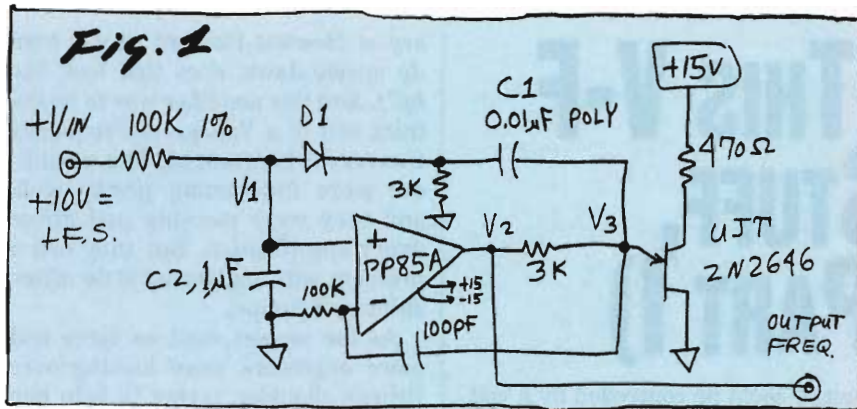 Fig. 1
+VIN
100K 1%
D1
C1
0.01µF POLY
+15V
470Ω
+10V =
+F.S.
V1
3K
V2
V3
UJT
2N2646
C2, .1µF
+
PP85A
-
+15
-15
3K
100K
100pF
OUTPUT
FREQ.